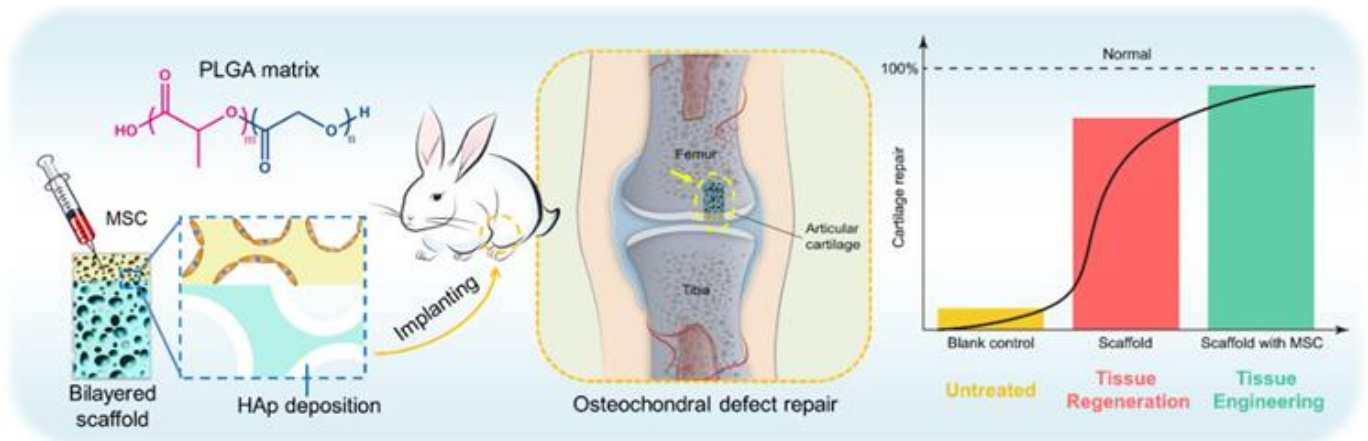 PLGA matrix
O
HO
O
m
O
O
n
H
MSC
Bilayered
scaffold
HAp deposition
Implanting
Femur
Articular
cartilage
Tibia
Osteochondral defect repair
Cartilage repair
100%
Normal
Blank control
Scaffold
Scaffold with MSC
Untreated
Tissue
Regeneration
Tissue
Engineering